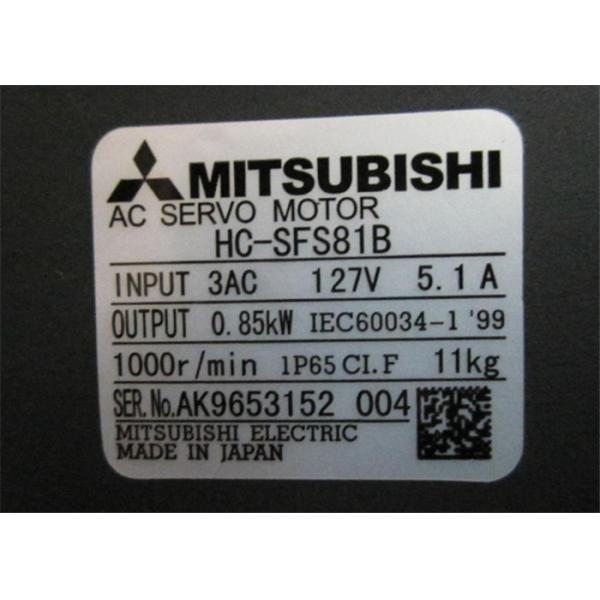 MITSUBISHI
AC SERVO MOTOR
HC-SFS81B
INPUT 3AC 127V 5.1A
OUTPUT 0.85kW IEC60034-1 '99
1000r/min IP65 CI.F 11kg
SER.No.AK9653152 004
MITSUBISHI ELECTRIC
MADE IN JAPAN